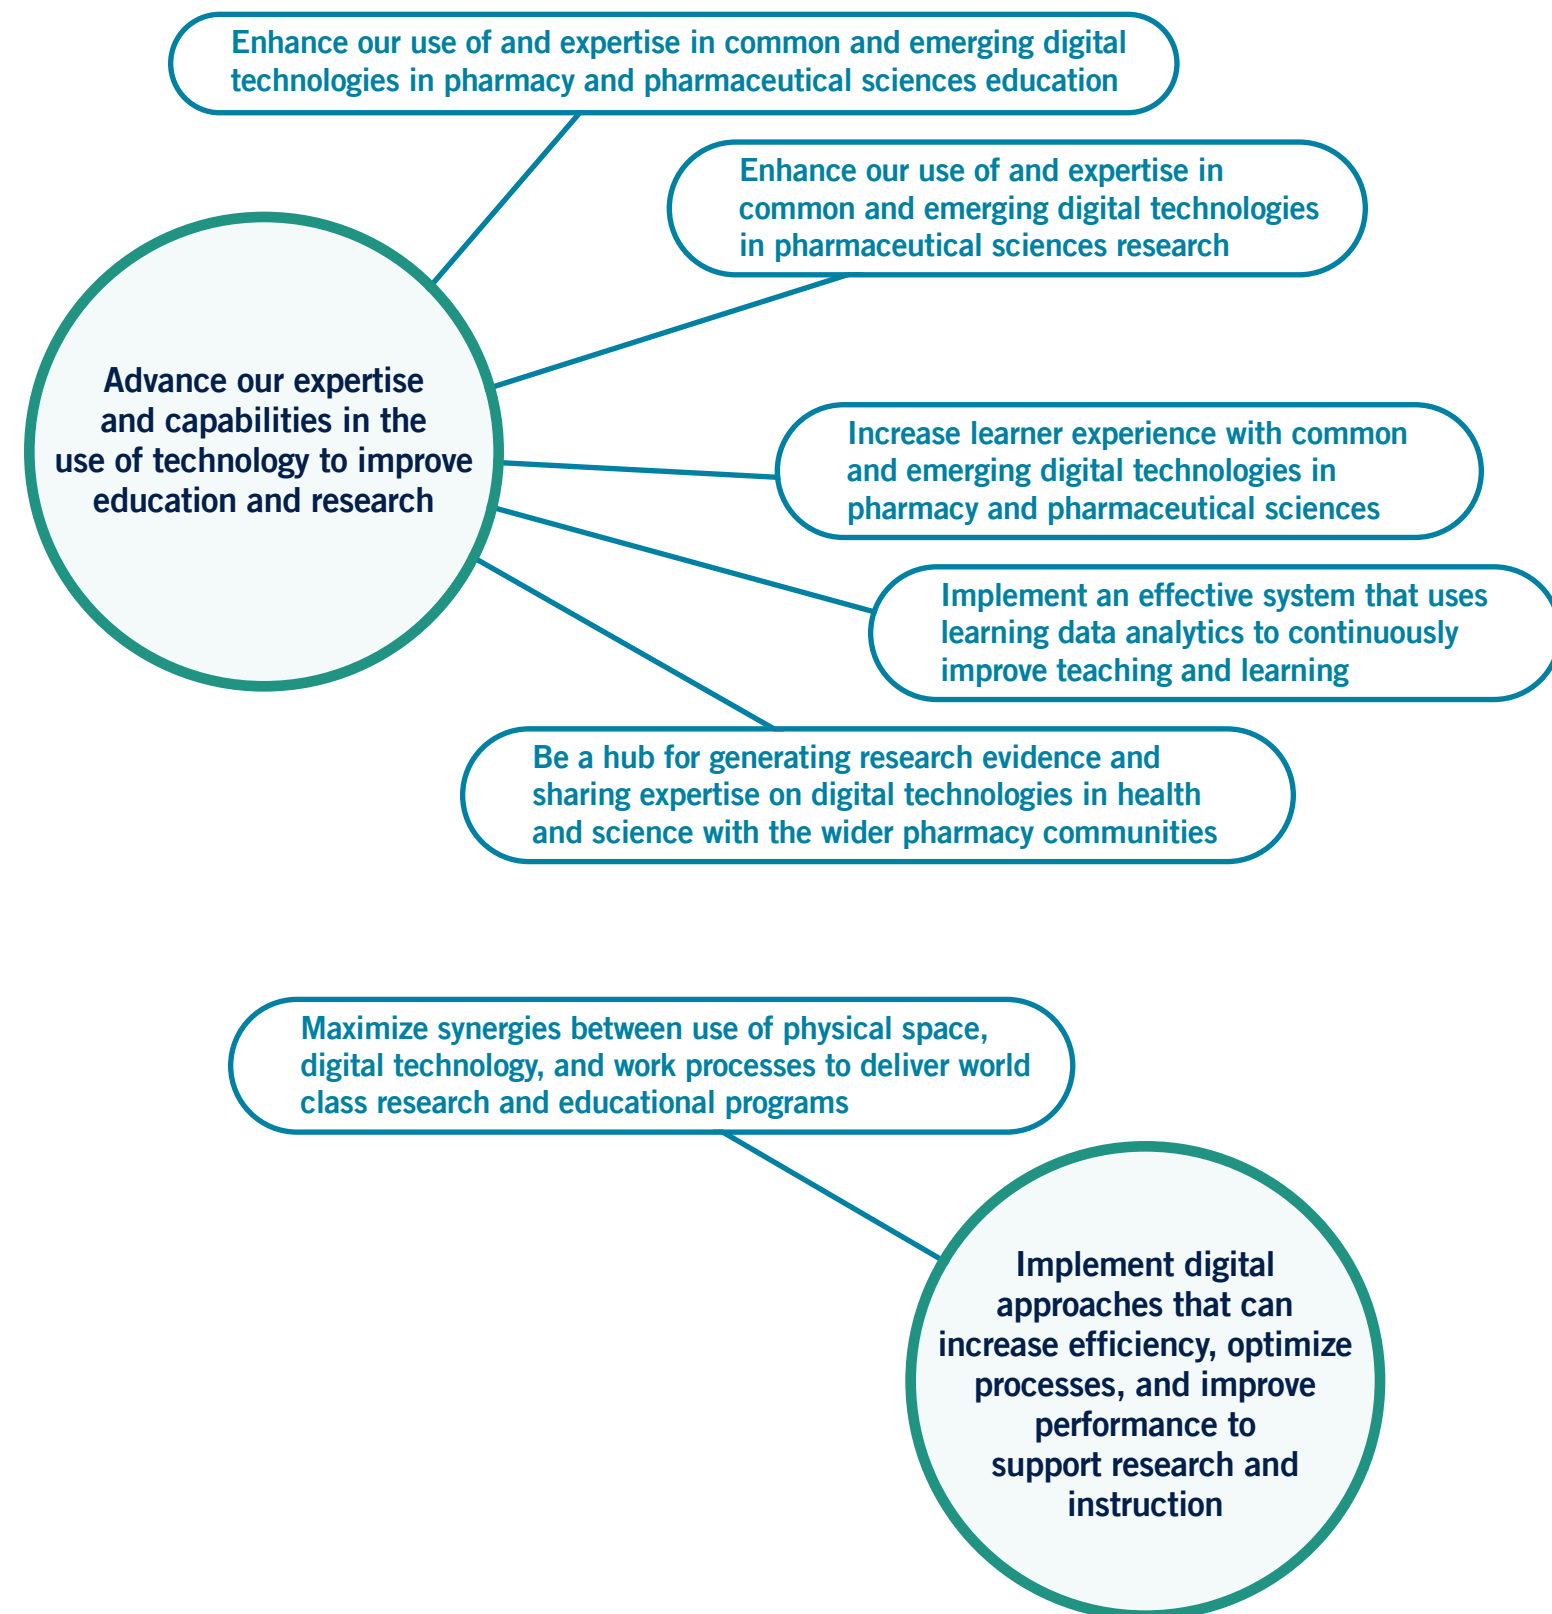 Enhance our use of and expertise in common and emerging digital
technologies in pharmacy and pharmaceutical sciences education
Enhance our use of and expertise in
common and emerging digital technologies
in pharmaceutical sciences research
Advance our expertise
and capabilities in the
use of technology to improve
education and research
Increase learner experience with common
and emerging digital technologies in
pharmacy and pharmaceutical sciences
Implement an effective system that uses
learning data analytics to continuously
improve teaching and learning
Be a hub for generating research evidence and
sharing expertise on digital technologies in health
and science with the wider pharmacy communities
Maximize synergies between use of physical space,
digital technology, and work processes to deliver world
class research and educational programs
Implement digital
approaches that can
increase efficiency, optimize
processes, and improve
performance to
support research and
instruction